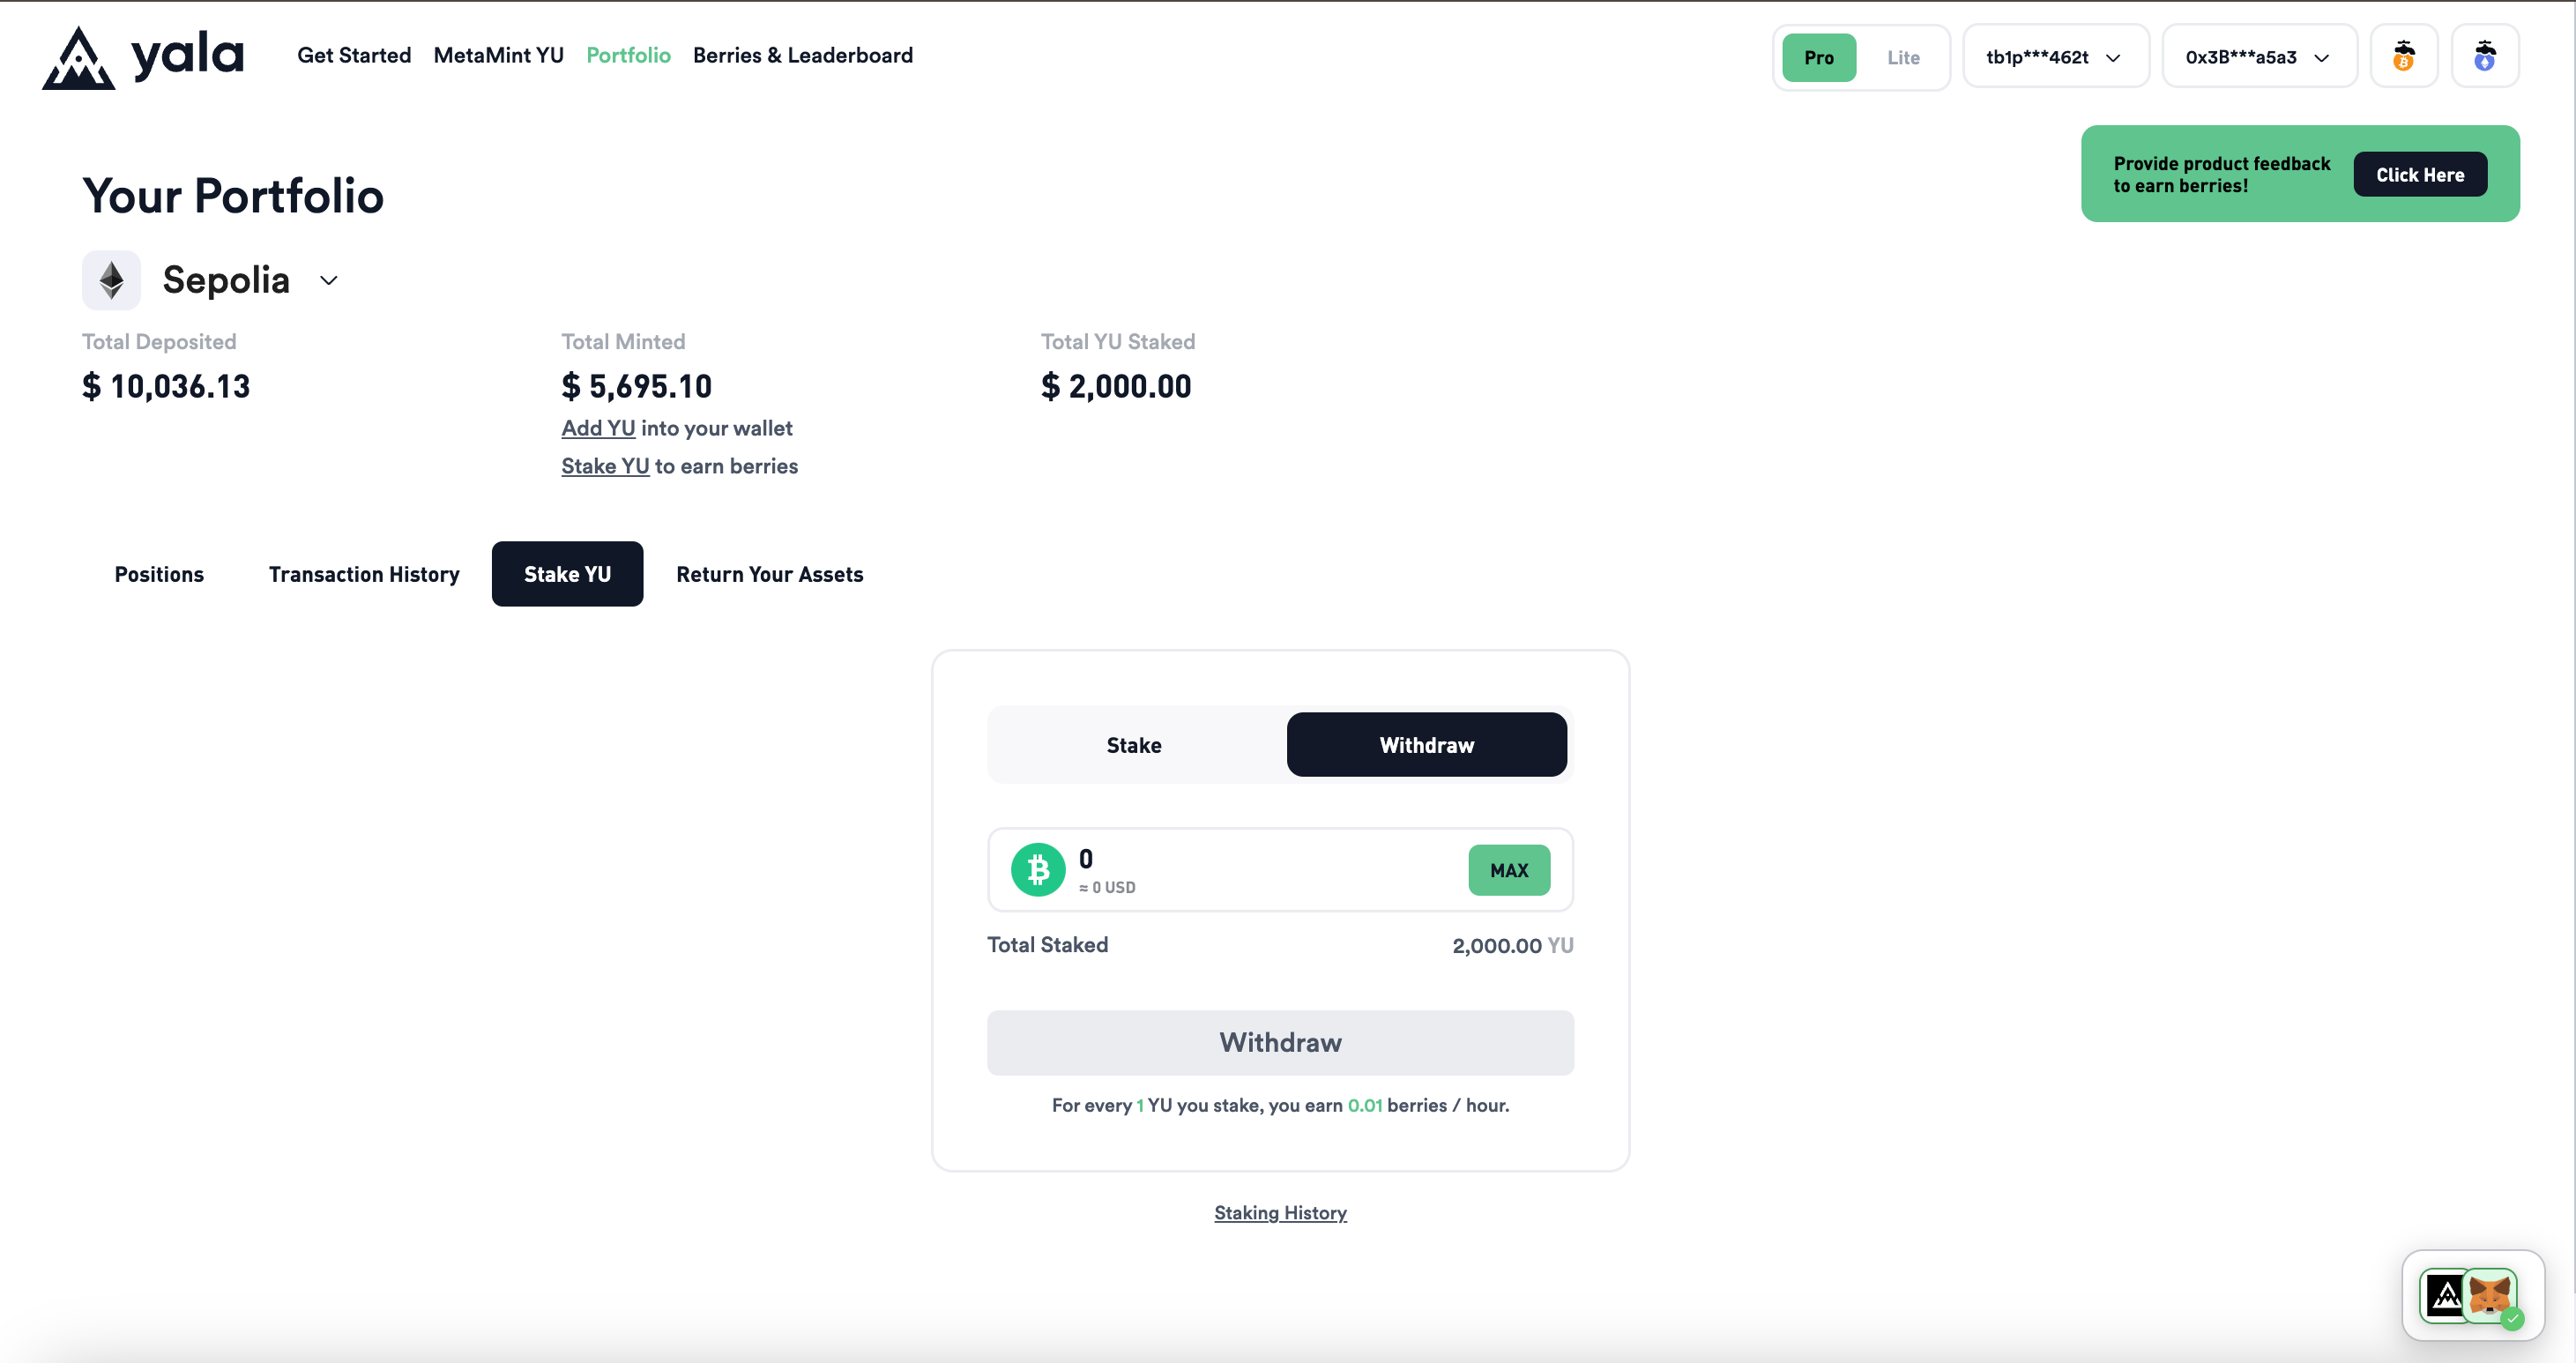 yala
Get Started
MetaMint YU
Portfolio
Berries & Leaderboard
Pro
Lite
tb1p***462t
0x3B***a5a3
Provide product feedback
to earn berries!
Click Here
Your Portfolio
Sepolia
Total Deposited
$ 10,036.13
Total Minted
$ 5,695.10
Add YU into your wallet
Stake YU to earn berries
Total YU Staked
$ 2,000.00
Positions
Transaction History
Stake YU
Return Your Assets
Stake
Withdraw
0
≈ 0 USD
MAX
Total Staked
2,000.00 YU
Withdraw
For every 1 YU you stake, you earn 0.01 berries / hour.
Staking History